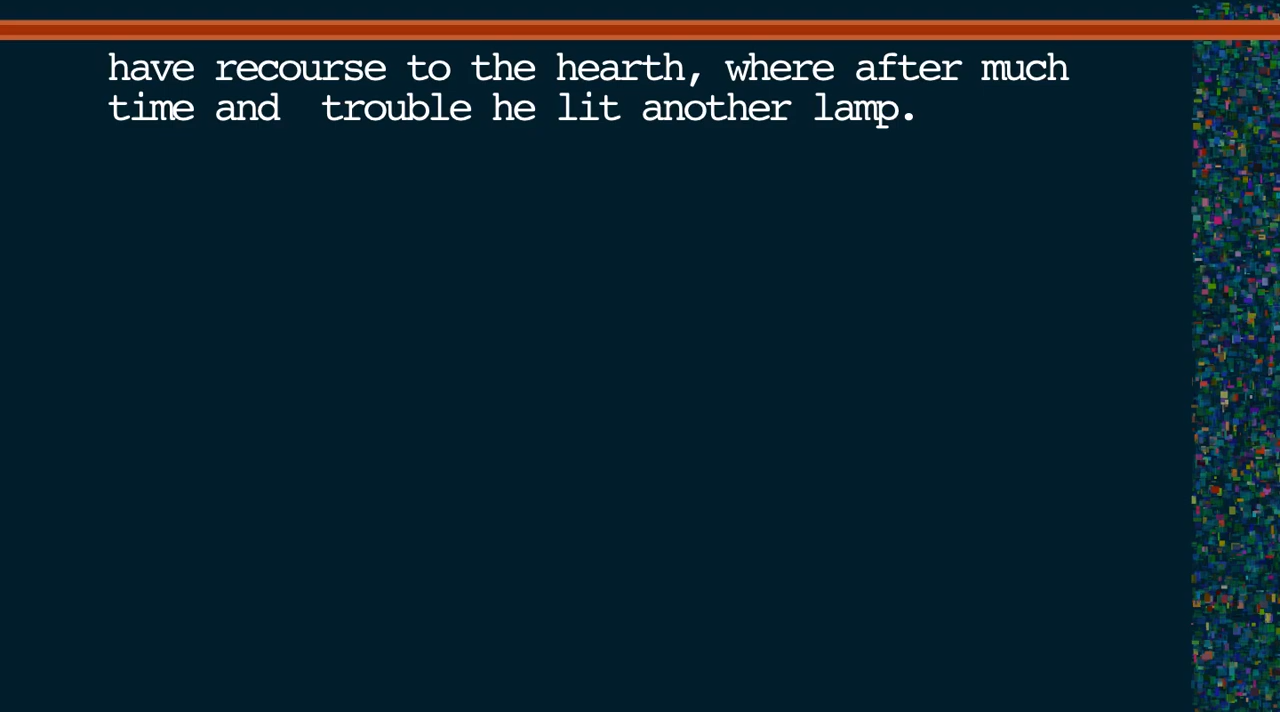 have recourse to the hearth, where after much
time and  trouble he lit another lamp.